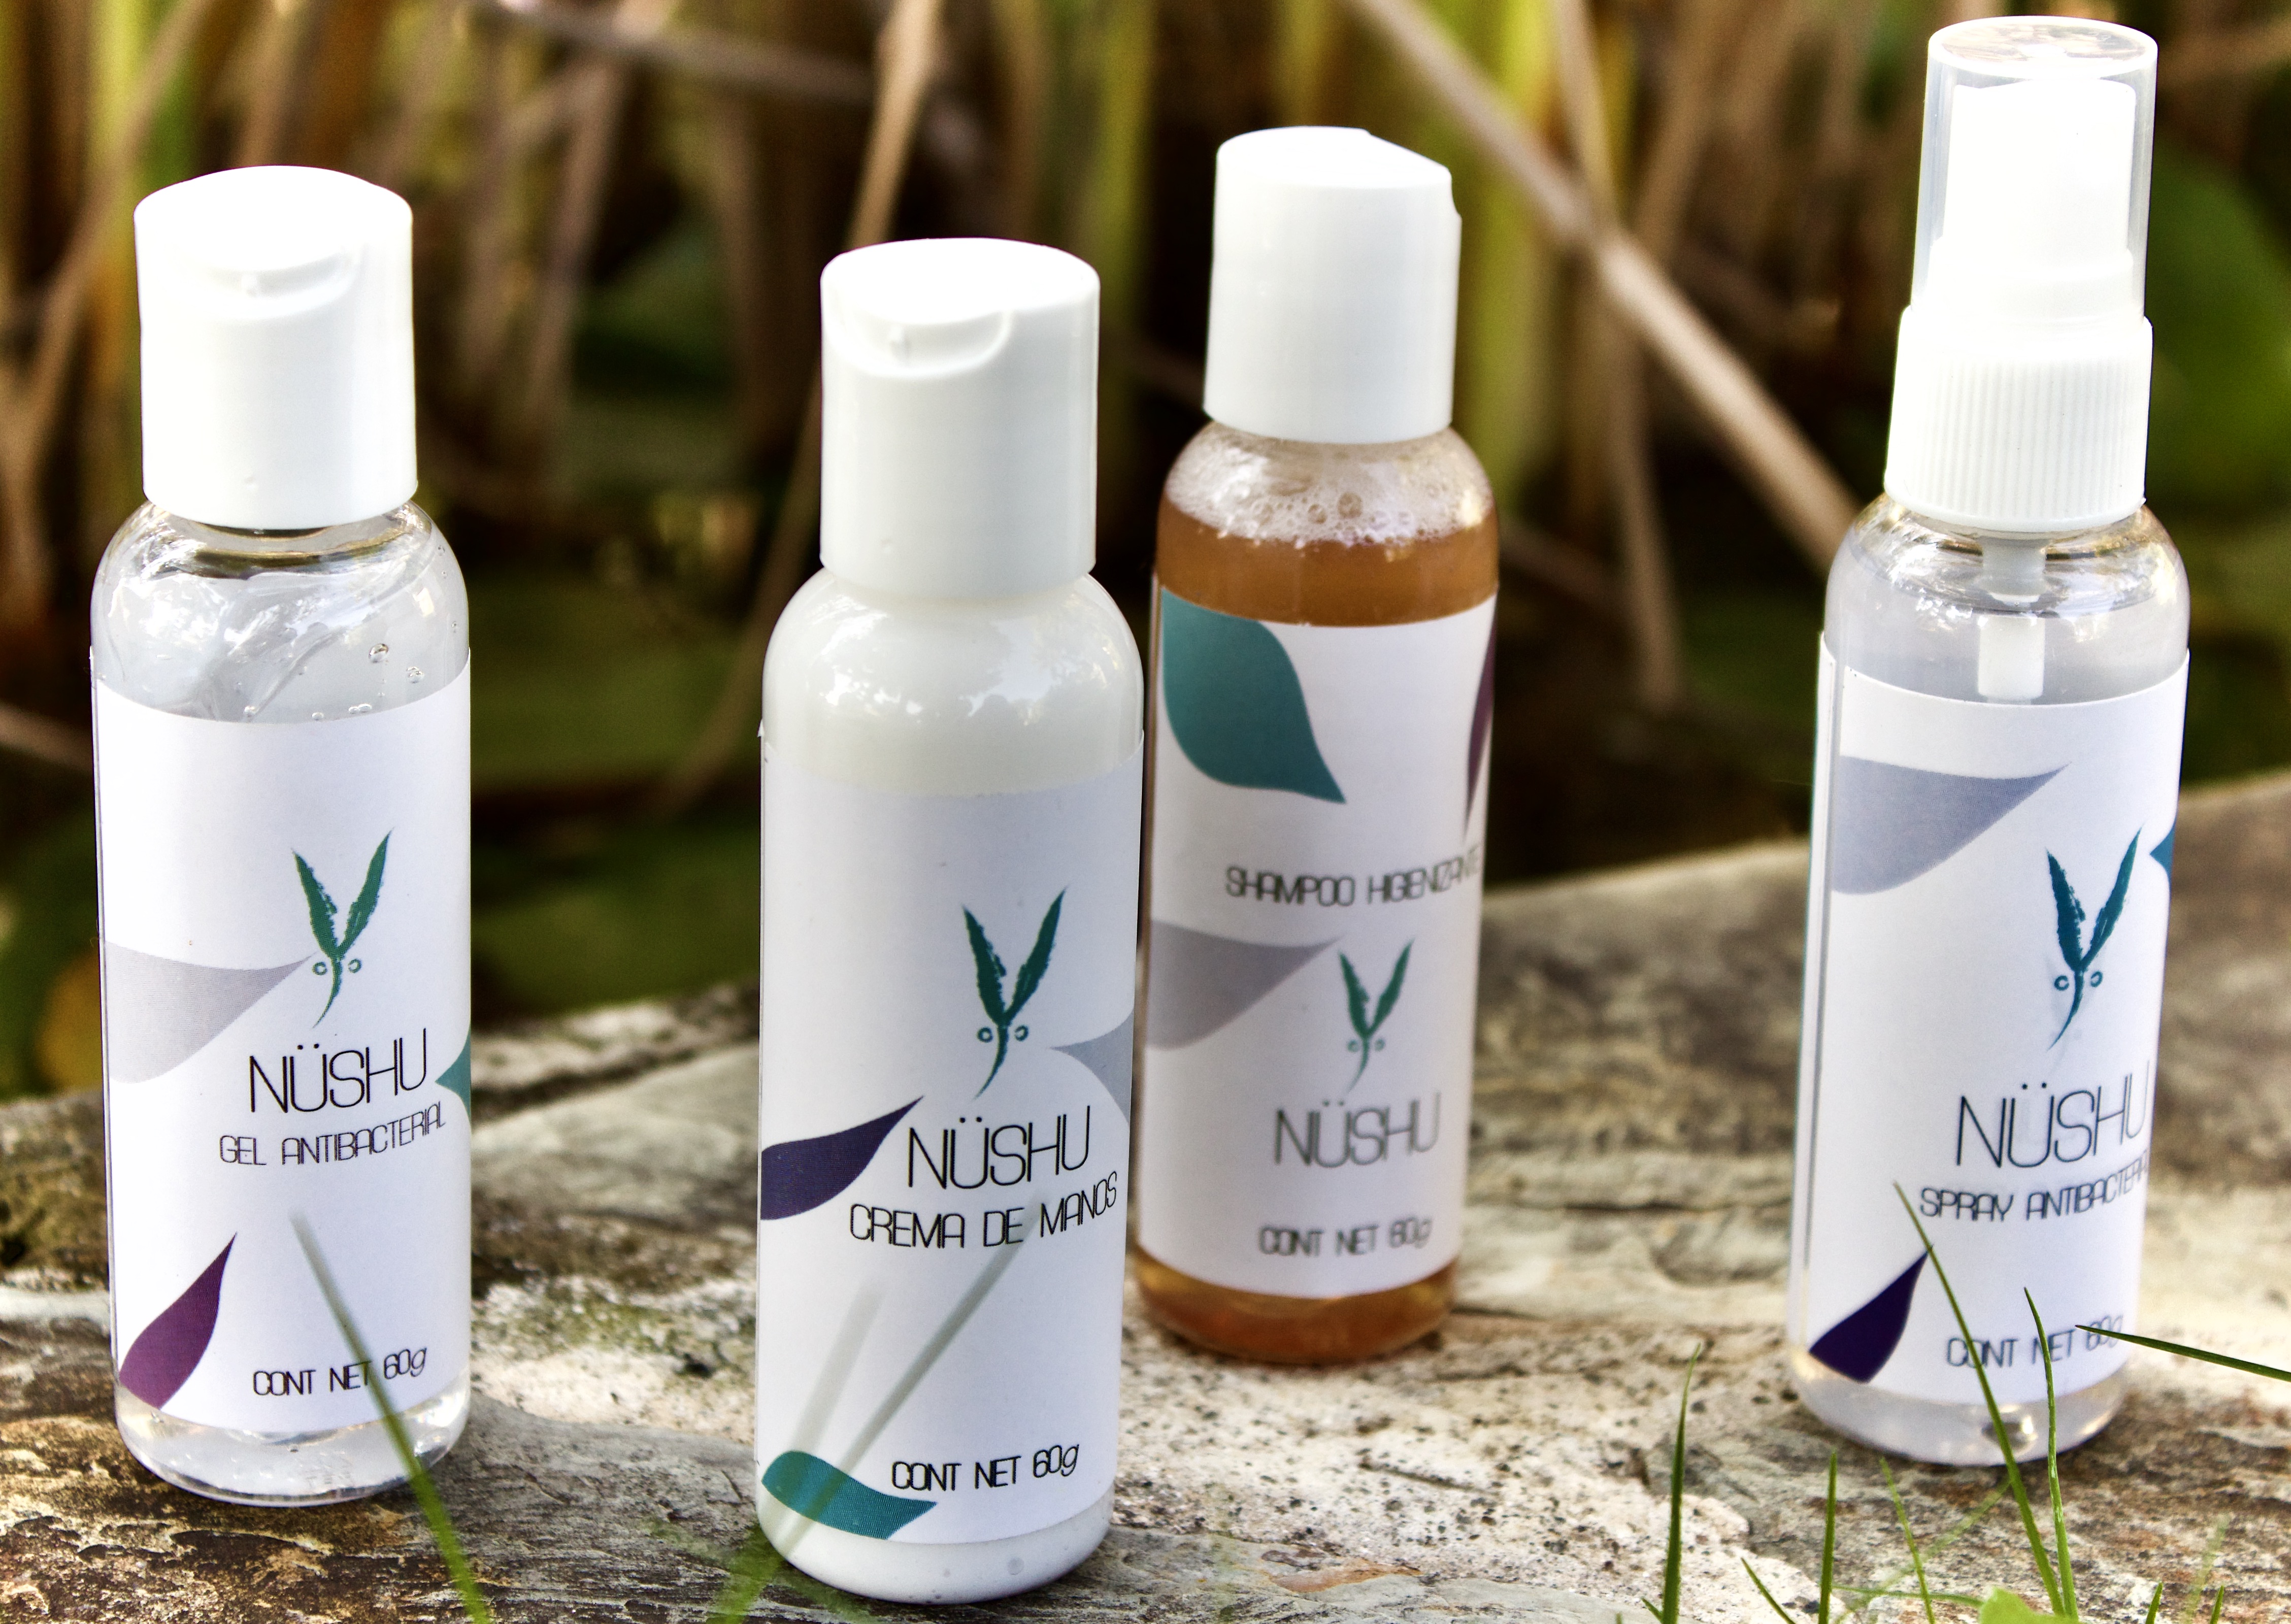 NÜSHU
GEL ANTIBACTERIAL
CONT NET 60g
NÜSHU
CREMA DE MANOS
CONT NET 60g
SHAMPOO HIGIENIZANTE
NÜSHU
CONT NET 60g
NÜSHU
SPRAY ANTIBACTERIAL
CONT NET 60g